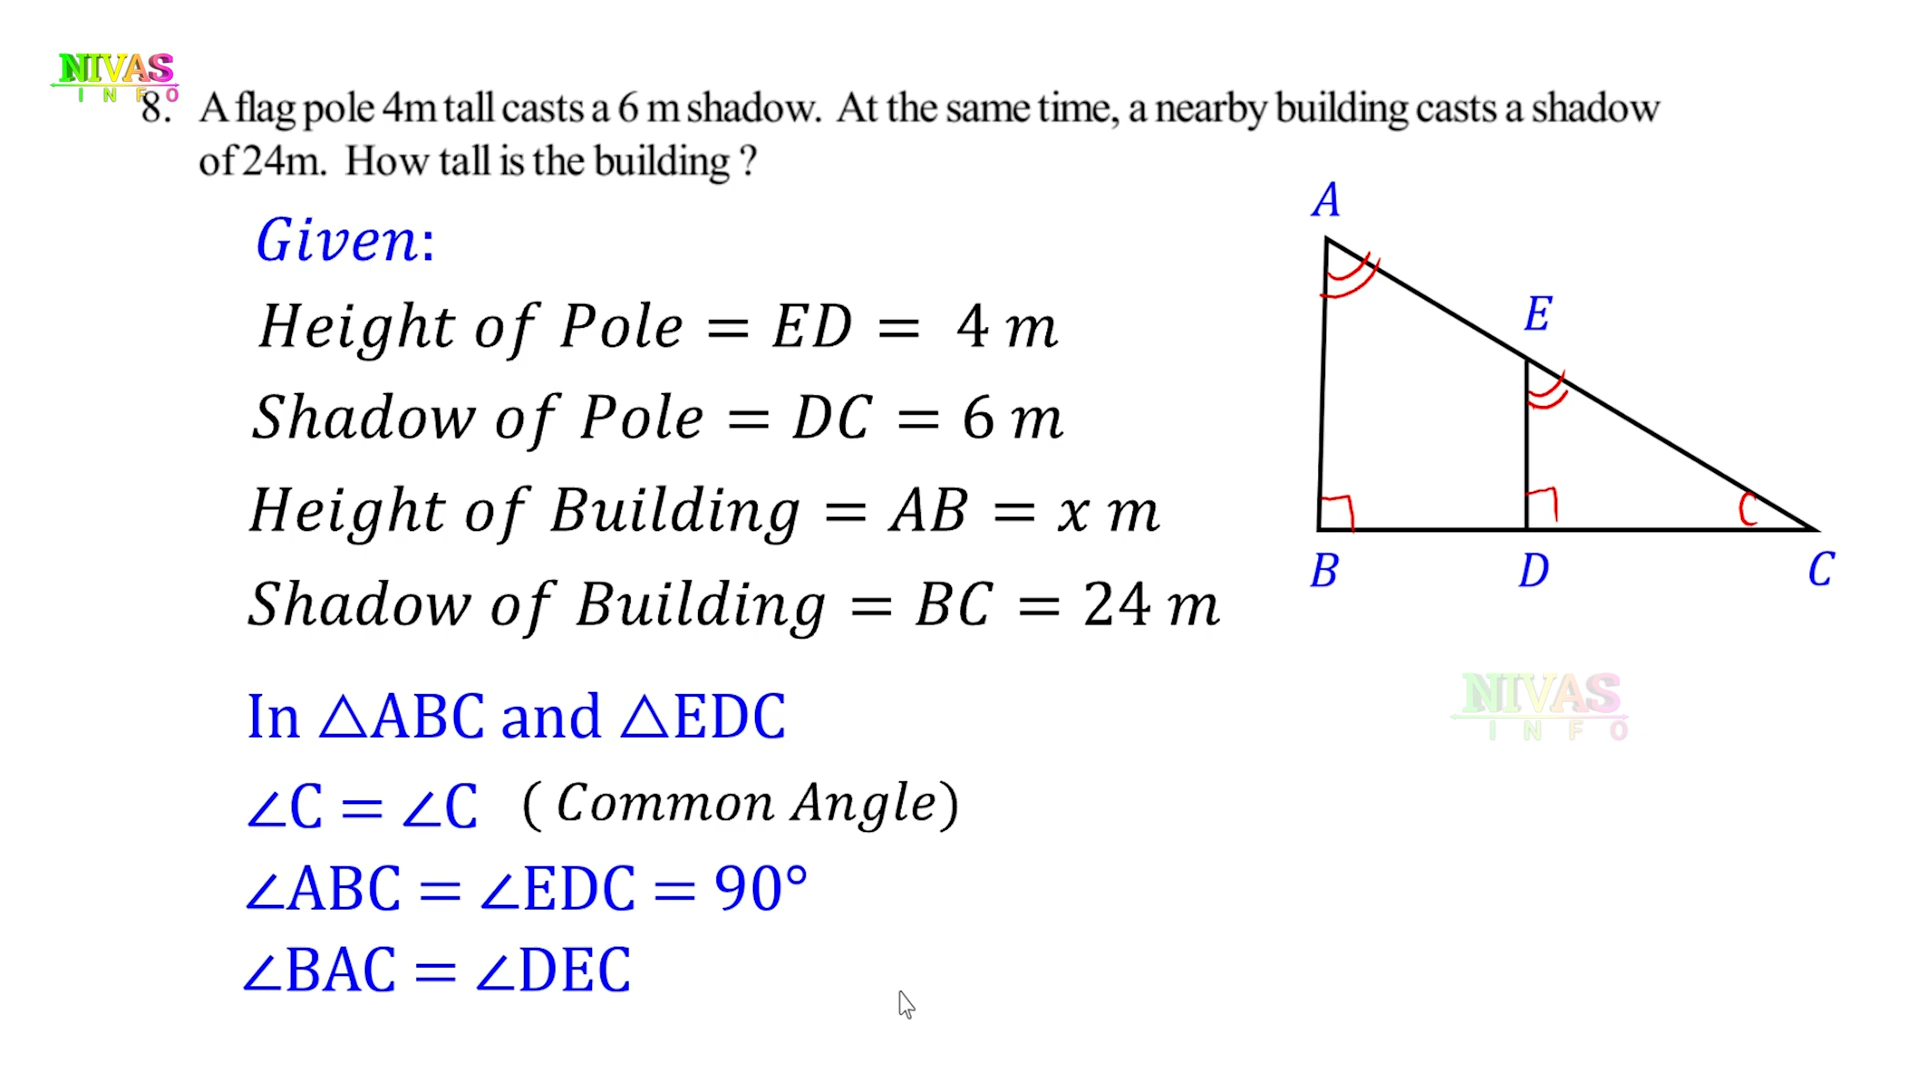 NIVAS
INFO
8. A flag pole 4m tall casts a 6 m shadow. At the same time, a nearby building casts a shadow
of 24m. How tall is the building ?
Given:
Height of Pole = ED = 4 m
Shadow of Pole = DC = 6 m
Height of Building = AB = x m
Shadow of Building = BC = 24 m
In △ABC and △EDC
∠C = ∠C ( Common Angle)
∠ABC = ∠EDC = 90°
∠BAC = ∠DEC
A
E
B D C
NIVAS
INFO